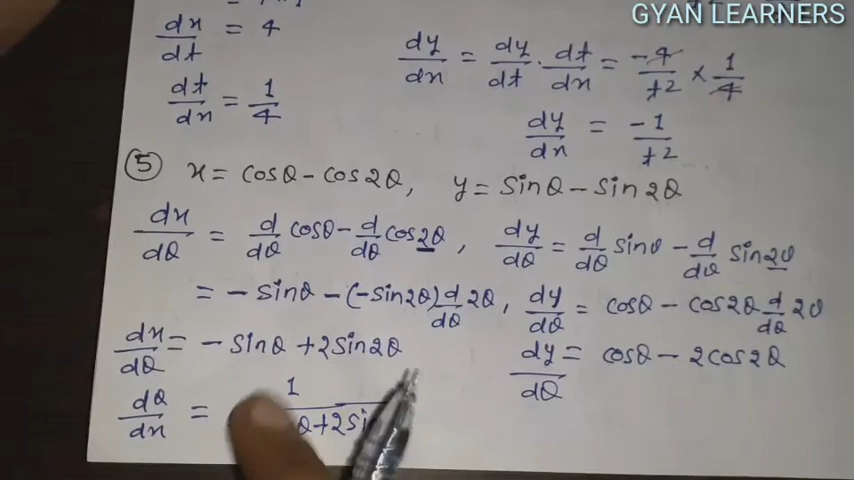 GYAN LEARNERS
dx/dt = 4
dt/dx = 1/4
dy/dx = dy/dt · dt/dx = -4/t2 × 1/4
dy/dx = -1/t2
(5) x = cosθ - cos2θ, y = sinθ - sin2θ
dx/dθ = d/dθ cosθ - d/dθ cos2θ, dy/dθ = d/dθ sinθ - d/dθ sin2θ
= - sinθ - (-sin2θ) d/dθ 2θ, dy/dθ = cosθ - cos2θ d/dθ 2θ
dx/dθ = - sinθ + 2sin2θ
dy/dθ = cosθ - 2cos2θ
dθ/dx = 1/ θ+2si